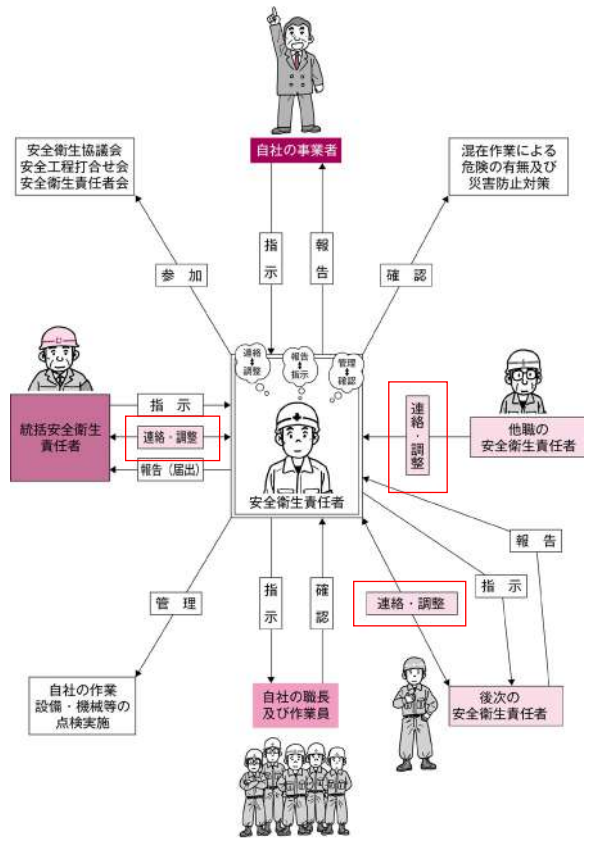 自社の事業者
安全衛生協議会
安全工程打合せ会
安全衛生責任者会
混在作業による
危険の有無及び
災害防止対策
指示
報告
参 加
確 認
連絡
調整
報告
指示
管理
確認
指 示
連絡・調整
報告（届出）
統括安全衛生
責任者
連絡・調整
他職の
安全衛生責任者
安全衛生責任者
報 告
指 示
管 理
指示
確認
連絡・調整
自社の作業
設備・機械等の
点検実施
自社の職長
及び作業員
後次の
安全衛生責任者